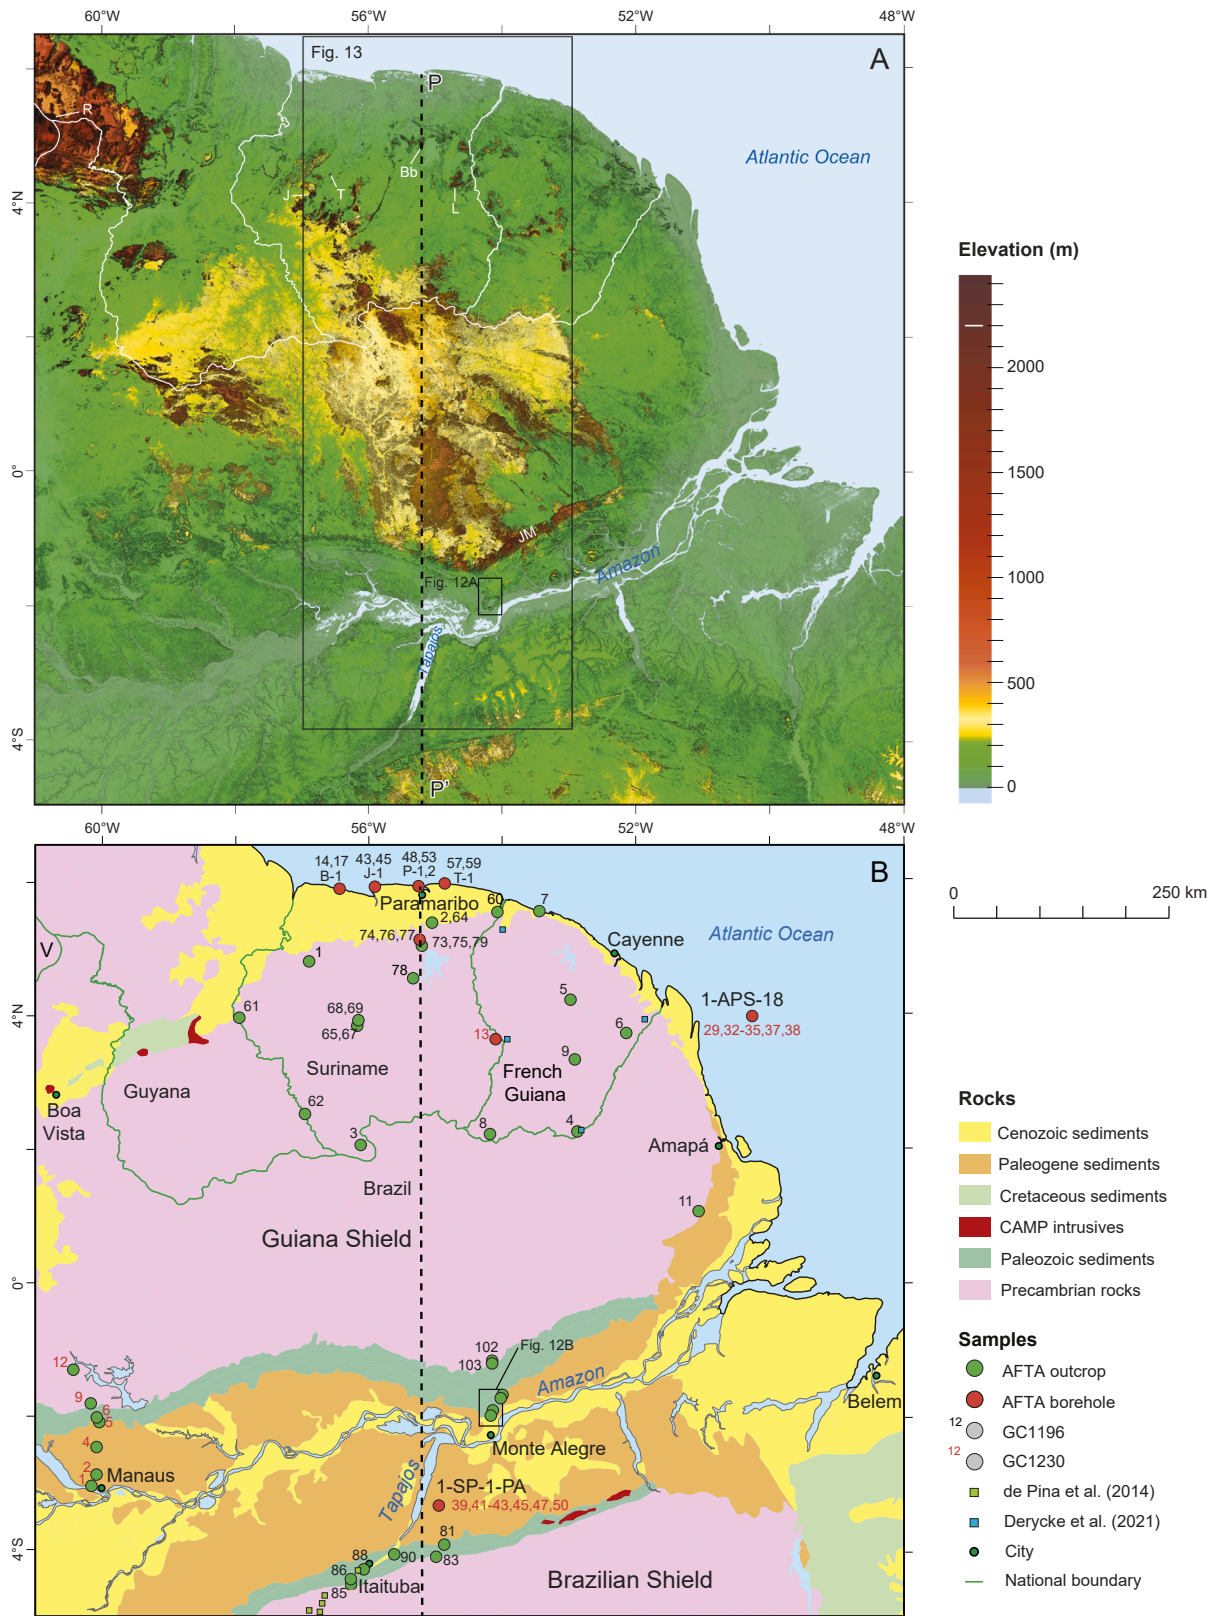 60°W 56°W 52°W 48°W
Fig. 13
A
P
R
Atlantic Ocean
Bb
J
T
L
4°N
0°
4°S
JM
Amazon
Fig. 12A
Tapajos
P'
Elevation (m)
2000
1500
1000
500
0
60°W 56°W 52°W 48°W
B
14,17
B-1
43,45
J-1
48,53
P-1,2
57,59
T-1
Paramaribo
60
7
2,64
V
74,76,77
73,75,79
Cayenne
Atlantic Ocean
1
78
5
1-APS-18
29,32-35,37,38
4°N
61
68,69
65,67
6
13
9
Suriname
French
Guiana
Guyana
Boa
Vista
62
3
8
4
Amapá
Brazil
11
Guiana Shield
0°
102
103
Fig. 12B
12
Amazon
9
6
5
Belem
4
Monte Alegre
2
1
Manaus
Tapajos
1-SP-1-PA
39,41-43,45,47,50
81
4°S
88
90
83
86
85
Itaituba
Brazilian Shield
0 250 km
Rocks
Cenozoic sediments
Paleogene sediments
Cretaceous sediments
CAMP intrusives
Paleozoic sediments
Precambrian rocks
Samples
AFTA outcrop
AFTA borehole
12 GC1196
12 GC1230
de Pina et al. (2014)
Derycke et al. (2021)
City
National boundary